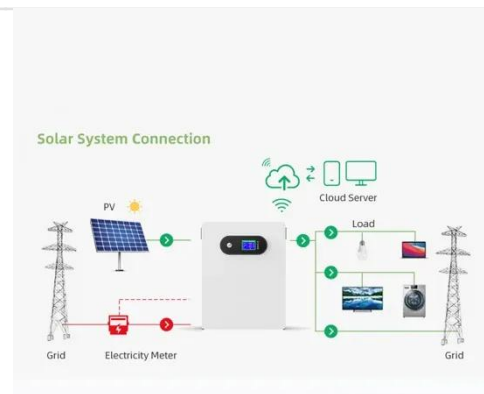 Solar System Connection
Cloud Server
PV
Load
Grid
Electricity Meter
Grid